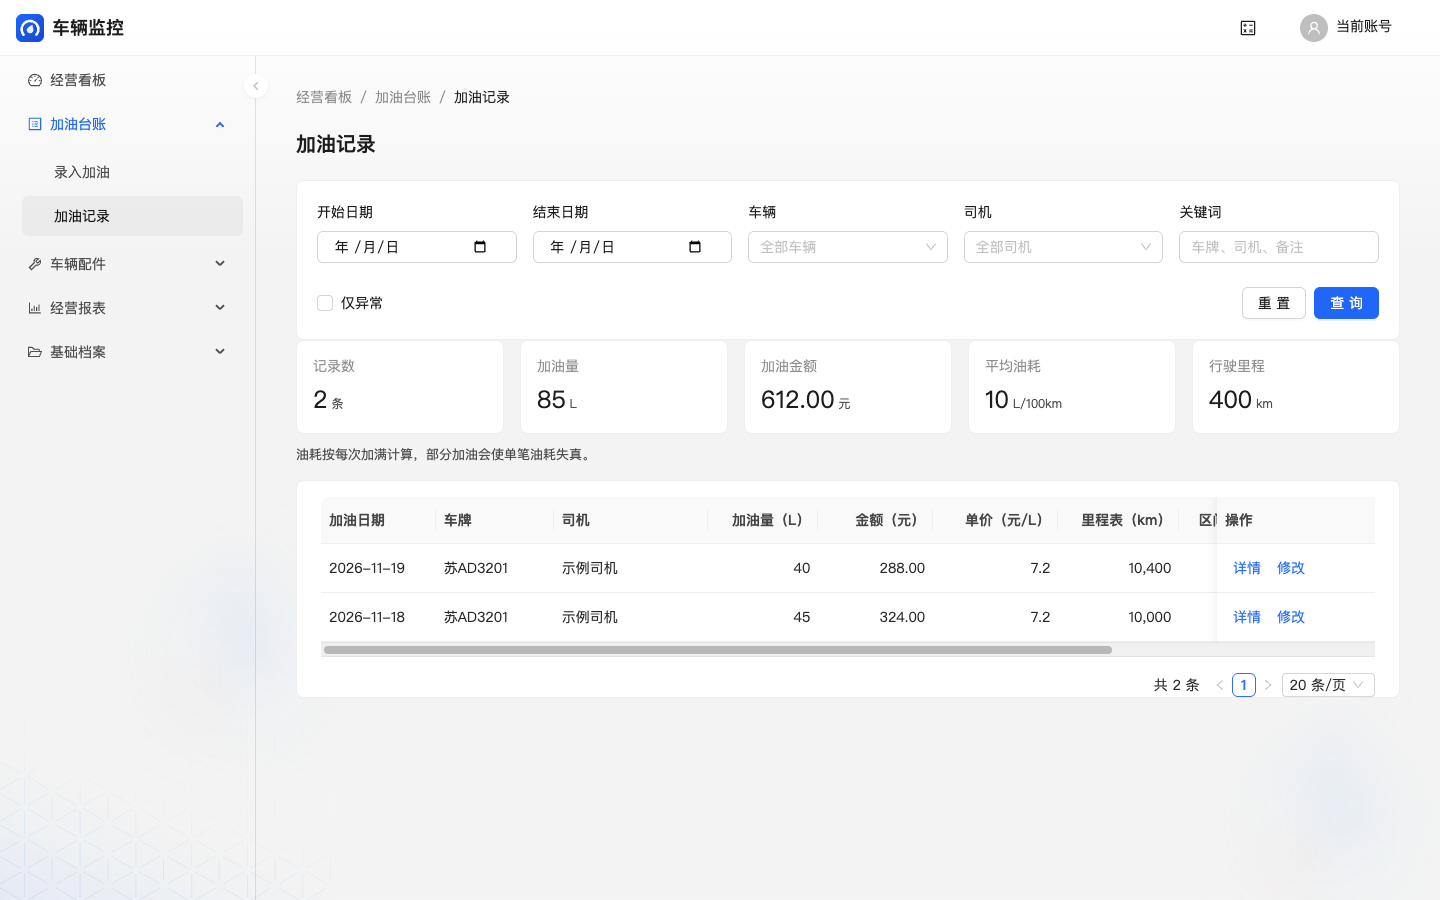 车辆监控
当前账号
经营看板
加油台账
录入加油
加油记录
车辆配件
经营报表
基础档案
经营看板 / 加油台账 / 加油记录
加油记录
开始日期 结束日期 车辆 司机 关键词
年 /月/日 年 /月/日 全部车辆 全部司机 车牌、司机、备注
仅异常 重 置 查 询
记录数 加油量 加油金额 平均油耗 行驶里程
2 条 85 L 612.00 元 10 L/100km 400 km
油耗按每次加满计算，部分加油会使单笔油耗失真。
加油日期 车牌 司机 加油量（L） 金额（元） 单价（元/L） 里程表（km） 区 操作
2026-11-19 苏AD3201 示例司机 40 288.00 7.2 10,400 详情 修改
2026-11-18 苏AD3201 示例司机 45 324.00 7.2 10,000 详情 修改
共 2 条 < 1 > 20 条/页